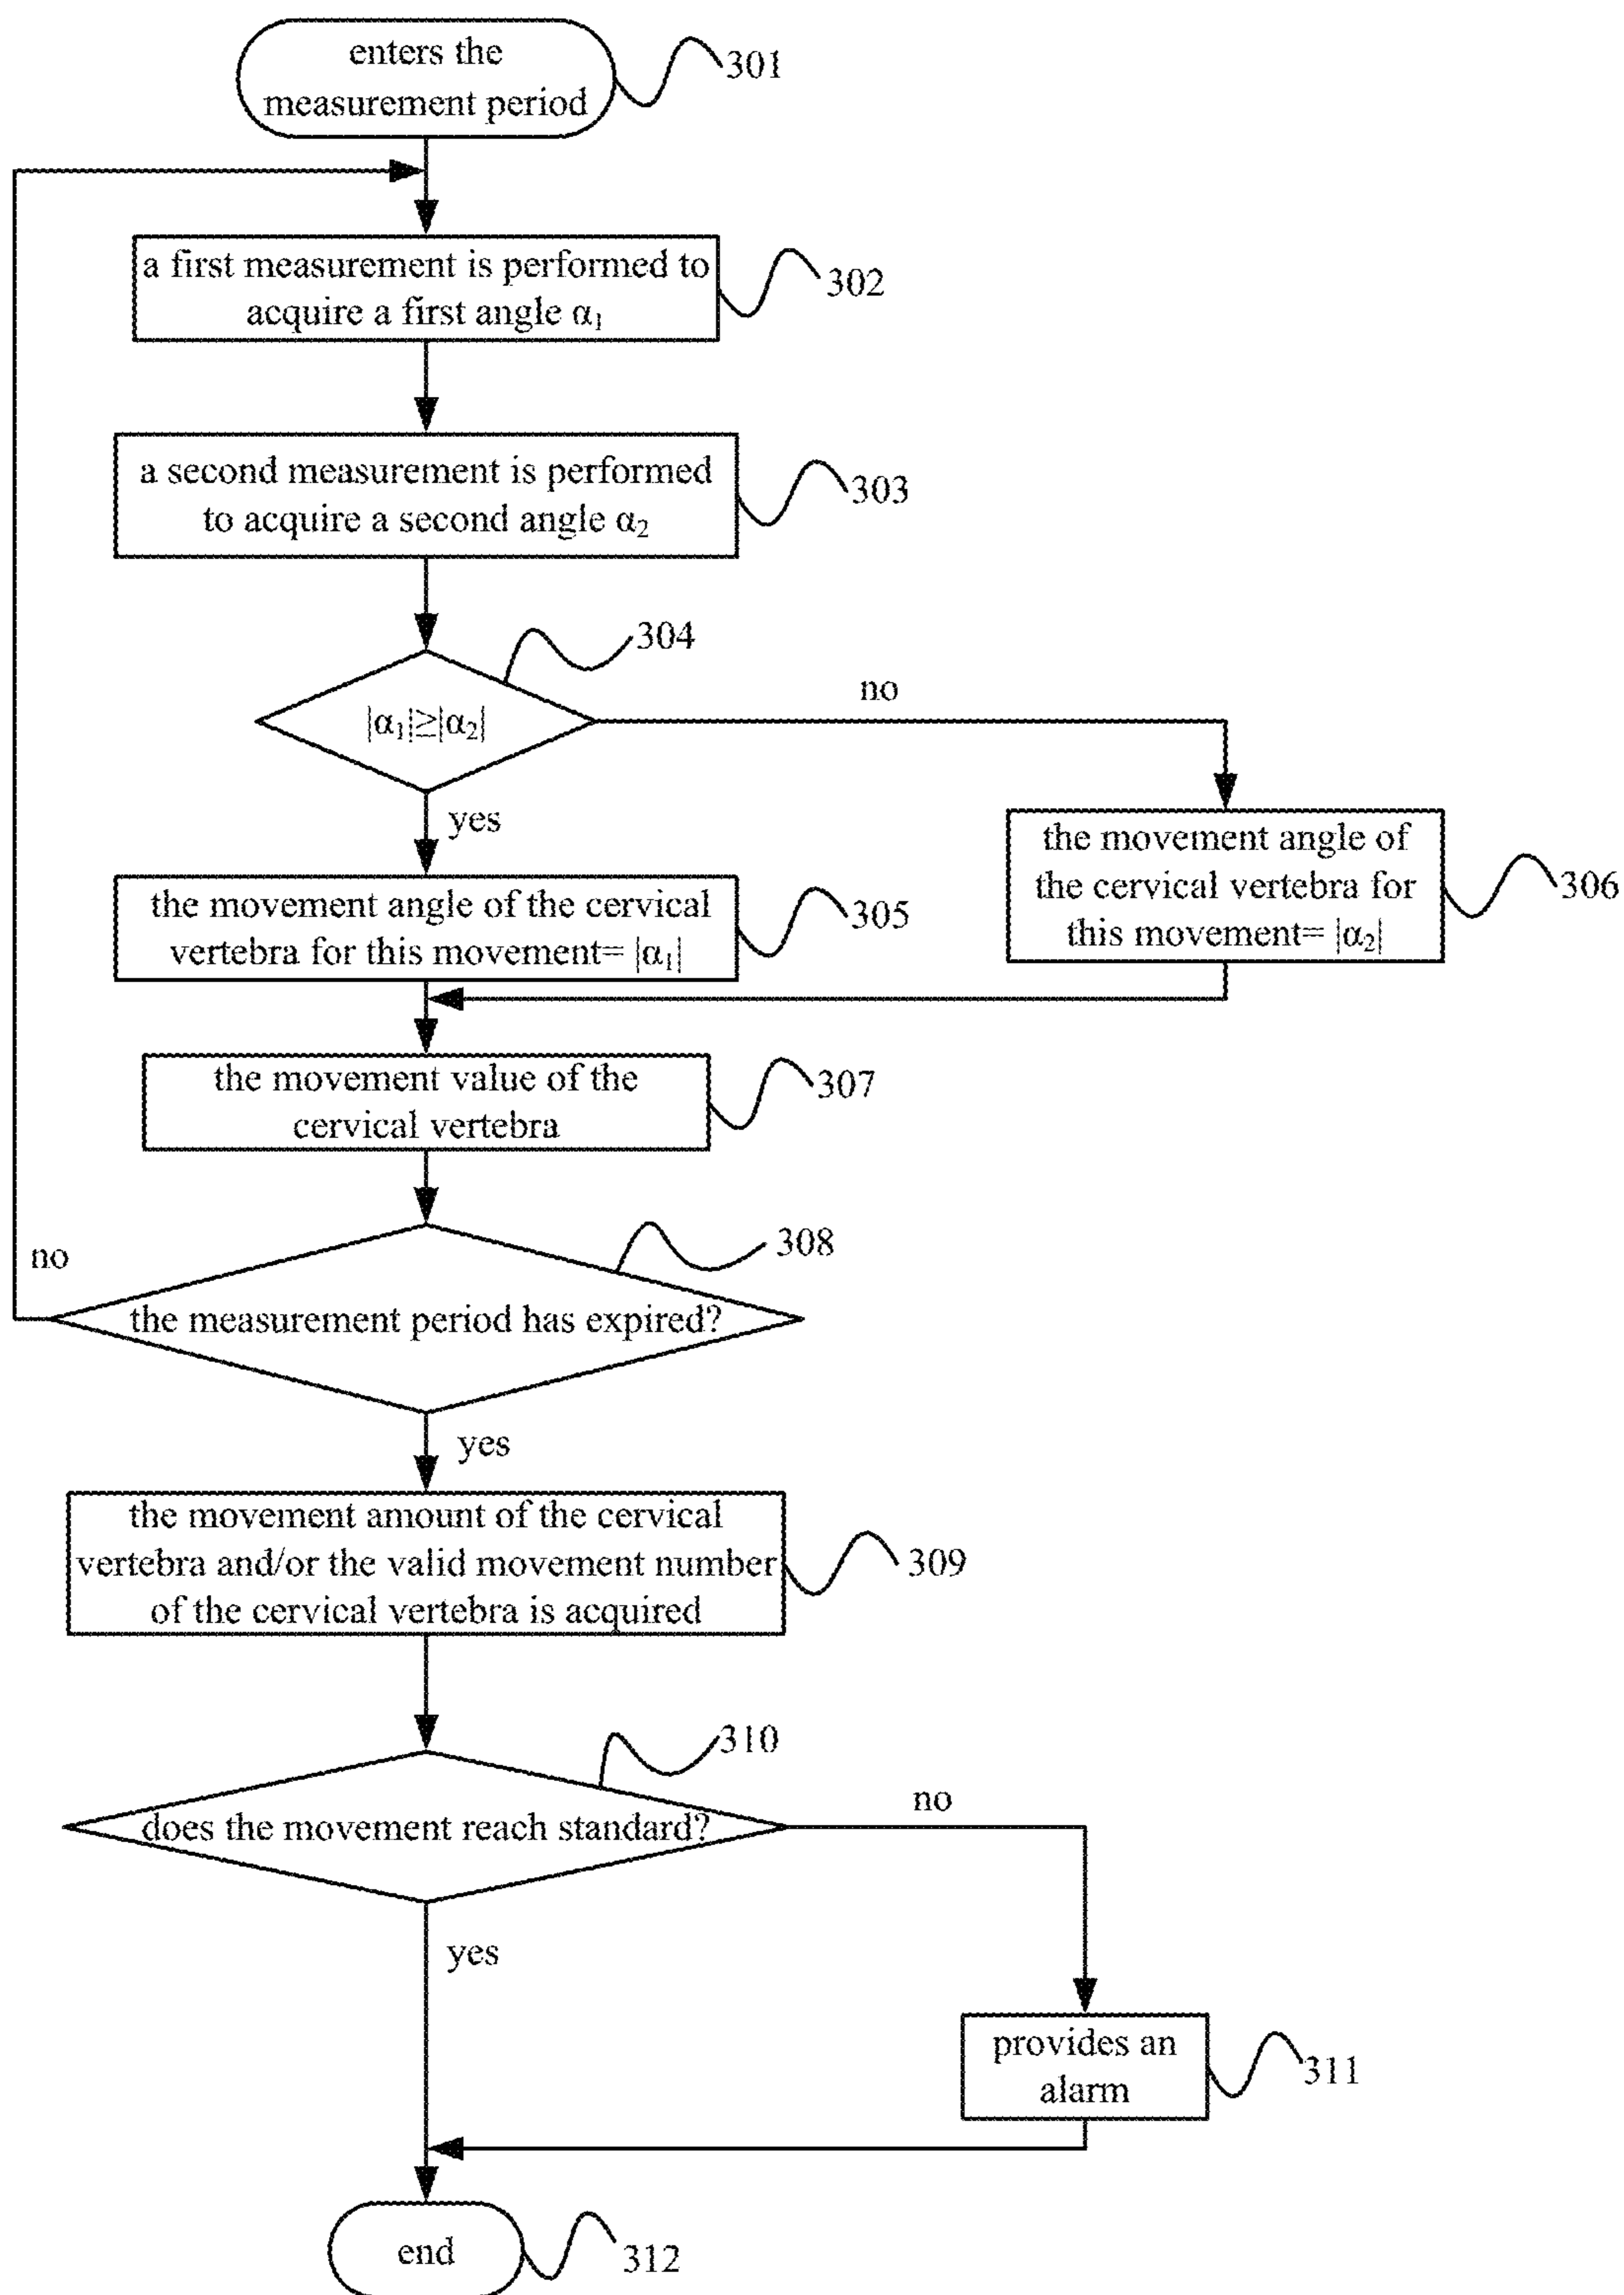 enters the
measurement period
301
a first measurement is performed to
acquire a first angle α₁
302
a second measurement is performed
to acquire a second angle α₂
303
304
|α₁|≥|α₂|
no
yes
the movement angle of the cervical
vertebra for this movement= |α₁|
305
the movement angle of
the cervical vertebra for
this movement= |α₂|
306
the movement value of the
cervical vertebra
307
308
no
the measurement period has expired?
yes
the movement amount of the cervical
vertebra and/or the valid movement number
of the cervical vertebra is acquired
309
310
does the movement reach standard?
no
yes
provides an
alarm
311
end
312